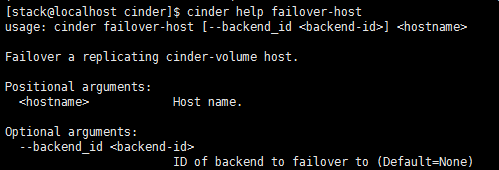 [stack@localhost cinder]$ cinder help failover-host
usage: cinder failover-host [--backend_id <backend-id>] <hostname>
Failover a replicating cinder-volume host.
Positional arguments:
<hostname> Host name.
Optional arguments:
--backend_id <backend-id>
ID of backend to failover to (Default=None)